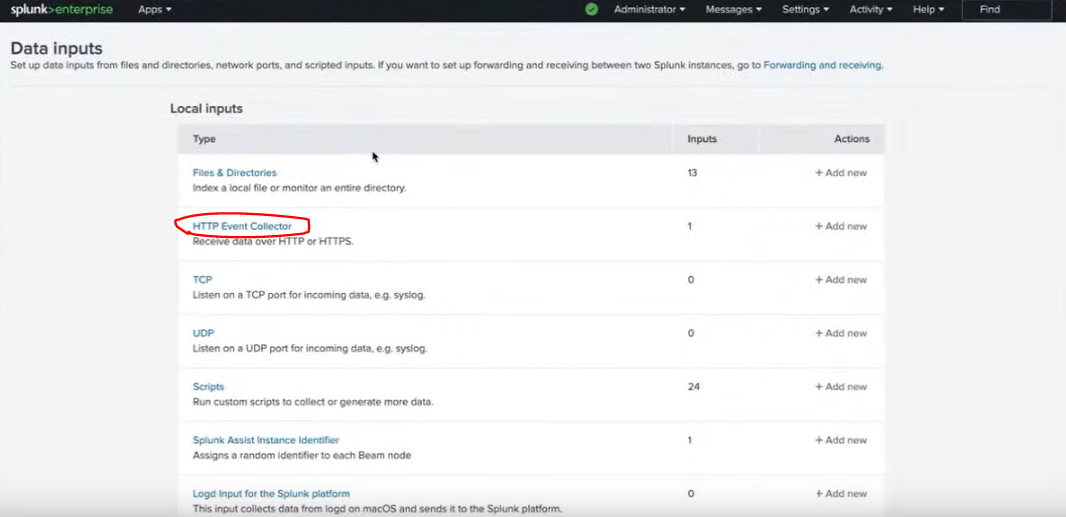 splunk>enterprise Apps Administrator Messages Settings Activity Help Find
Data inputs
Set up data inputs from files and directories, network ports, and scripted inputs. If you want to set up forwarding and receiving between two Splunk instances, go to Forwarding and receiving.
Local inputs
Type Inputs Actions
Files & Directories 13 + Add new
Index a local file or monitor an entire directory.
HTTP Event Collector 1 + Add new
Receive data over HTTP or HTTPS.
TCP 0 + Add new
Listen on a TCP port for incoming data, e.g. syslog.
UDP 0 + Add new
Listen on a UDP port for incoming data, e.g. syslog.
Scripts 24 + Add new
Run custom scripts to collect or generate more data.
Splunk Assist Instance Identifier 1 + Add new
Assigns a random identifier to each Beam node
Logd Input for the Splunk platform 0 + Add new
This input collects data from logd on macOS and sends it to the Splunk platform.